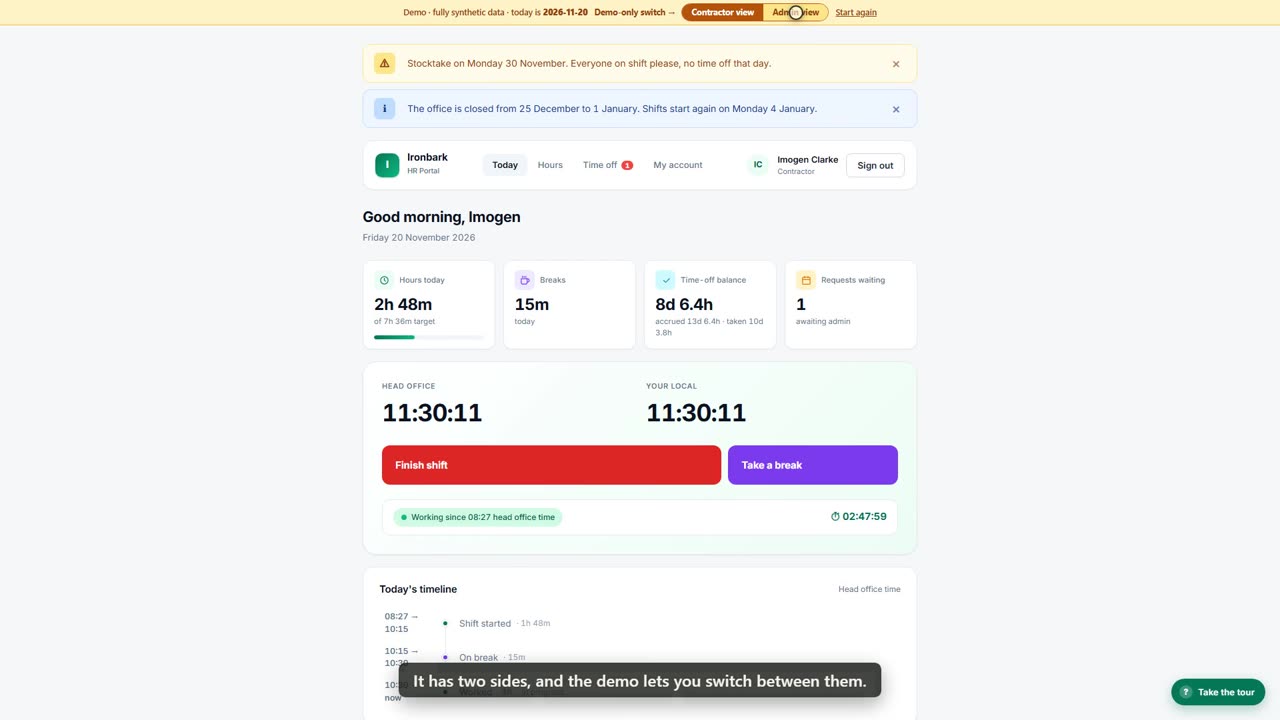 Demo · fully synthetic data · today is 2026-11-20 Demo-only switch → Contractor view Admin view Start again
Stocktake on Monday 30 November. Everyone on shift please, no time off that day. ×
i The office is closed from 25 December to 1 January. Shifts start again on Monday 4 January. ×
I Ironbark
HR Portal
Today Hours Time off 1 My account
IC Imogen Clarke
Contractor
Sign out
Good morning, Imogen
Friday 20 November 2026
Hours today
2h 48m
of 7h 36m target
Breaks
15m
today
Time-off balance
8d 6.4h
accrued 13d 6.4h · taken 10d
3.8h
Requests waiting
1
awaiting admin
HEAD OFFICE
11:30:11
YOUR LOCAL
11:30:11
Finish shift
Take a break
Working since 08:27 head office time
02:47:59
Today's timeline
Head office time
08:27 →
10:15
Shift started · 1h 48m
10:15 →
On break · 15m
now
It has two sides, and the demo lets you switch between them.
? Take the tour